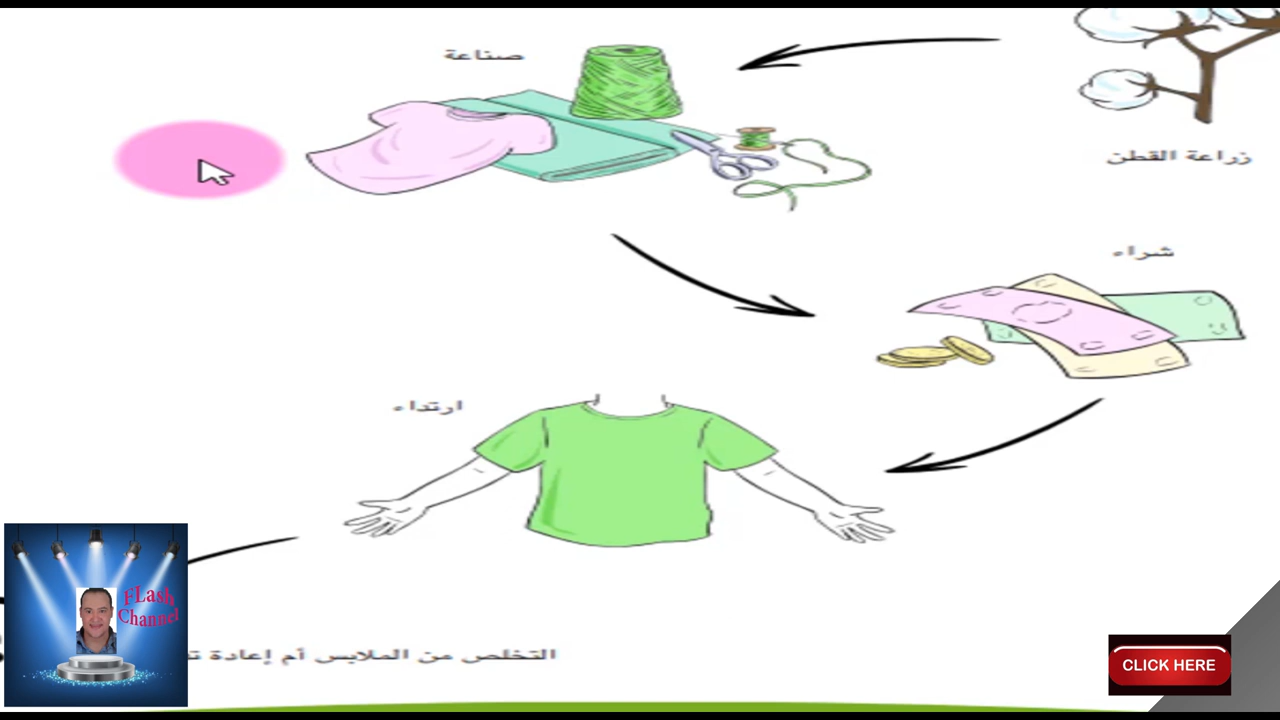 صناعة
زراعة القطن
شراء
ارتداء
FLash
Channel
التخلص من الملابس أم إعادة
CLICK HERE